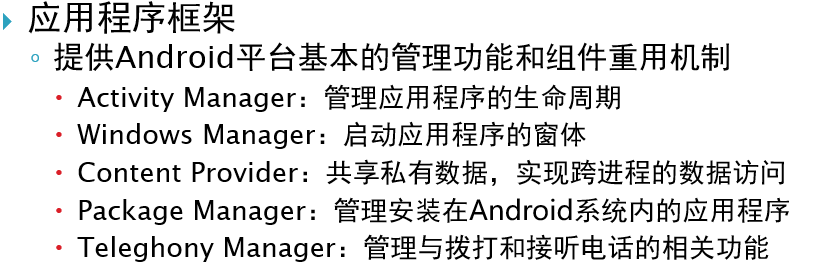 应用程序框架
提供Android平台基本的管理功能和组件重用机制
Activity Manager：管理应用程序的生命周期
Windows Manager：启动应用程序的窗体
Content Provider：共享私有数据，实现跨进程的数据访问
Package Manager：管理安装在Android系统内的应用程序
Teleghony Manager：管理与拨打和接听电话的相关功能